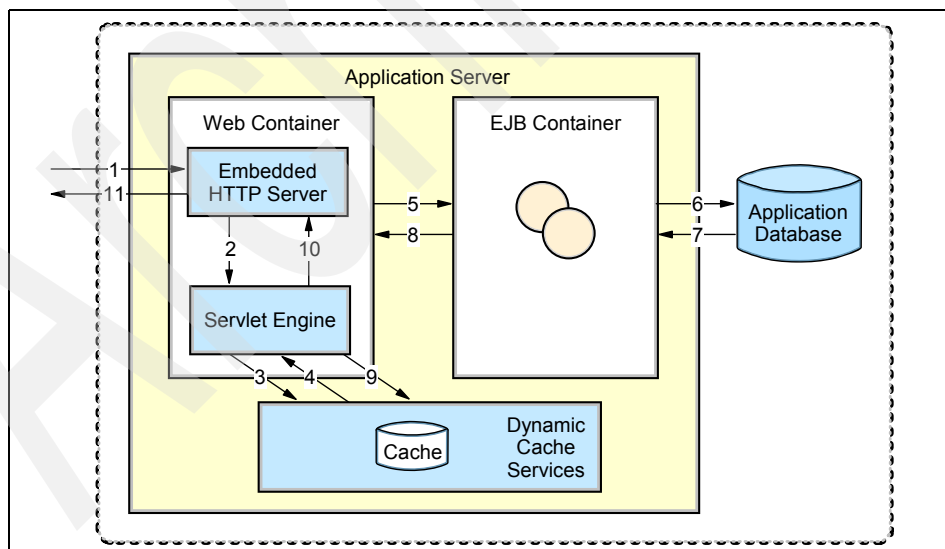 Application Server
Web Container
EJB Container
Embedded
HTTP Server
1
11
2
10
5
8
6
7
Application
Database
Servlet Engine
3
4
9
Cache
Dynamic
Cache
Services